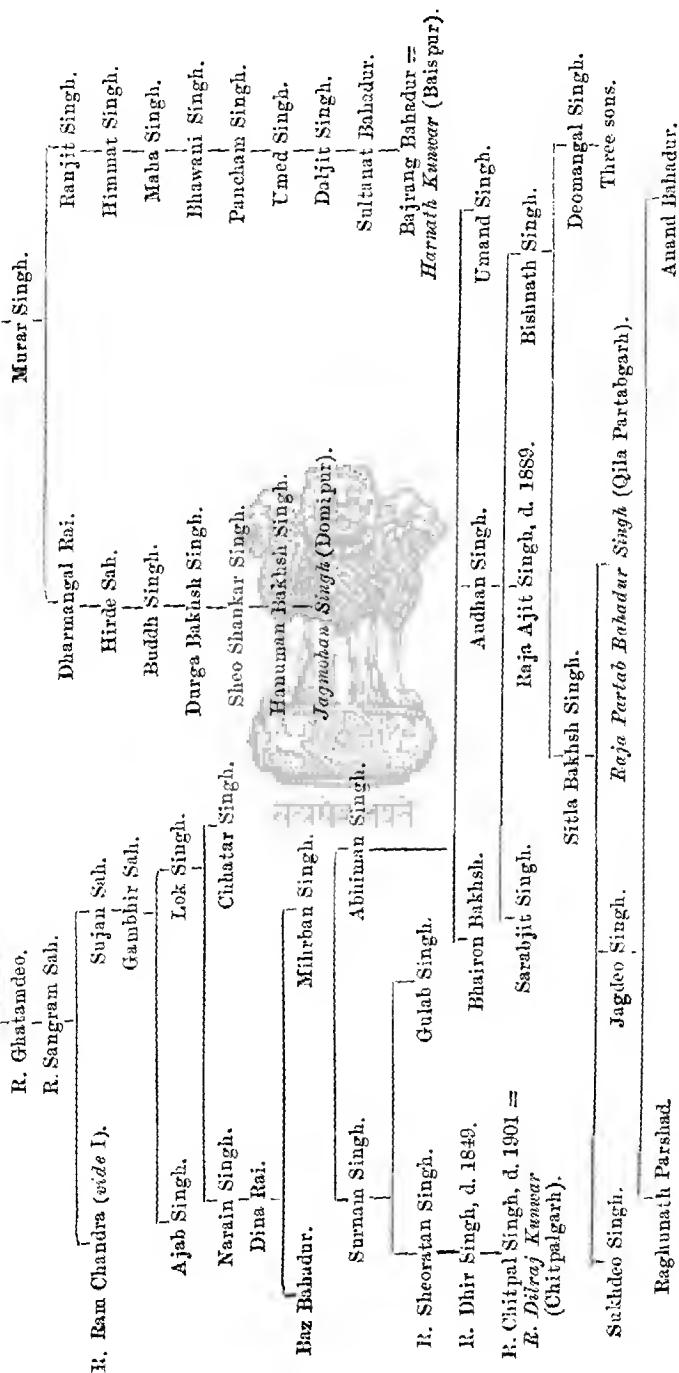 R. Ghatamdeo.
R. Sangram Sah.
R. Ram Chandra (vide I).
Sujan Sah.
Gambhir Sah.
Ajab Singh.
Lok Singh.
Narain Singh.
Chhatar Singh.
Dina Rai.
Baz Bahadur.
Mihrban Singh.
Surnam Singh.
Abhiman Singh.
R. Sheoratan Singh.
Gulab Singh.
R. Dhir Singh, d. 1849.
R. Chitpal Singh, d. 1901 =
R. Dilraj Kunwar
(Chitpalgarh).
Murar Singh.
Dharmangal Rai.
Ranjit Singh.
Hirde Sah.
Himmat Singh.
Buddh Singh.
Maha Singh.
Durga Bakhsh Singh.
Bhawani Singh.
Sheo Shankar Singh.
Pancham Singh.
Hanuman Bakhsh Singh.
Umed Singh.
Jagmohan Singh (Domipur).
Daljit Singh.
Sultanat Bahadur.
Bajrang Bahadur =
Harnath Kunwar (Baispur).
Bhairon Bakhsh.
Audhan Singh.
Umand Singh.
Sarabjit Singh.
Raja Ajit Singh, d. 1889.
Bishnath Singh.
Sitla Bakhsh Singh.
Deomangal Singh.
Three sons.
Sukhdeo Singh.
Jagdeo Singh.
Raja Partab Bahadur Singh (Qila Partabgarh).
Raghunath Parshad.
Anand Bahadur.
सत्यमेव जयते